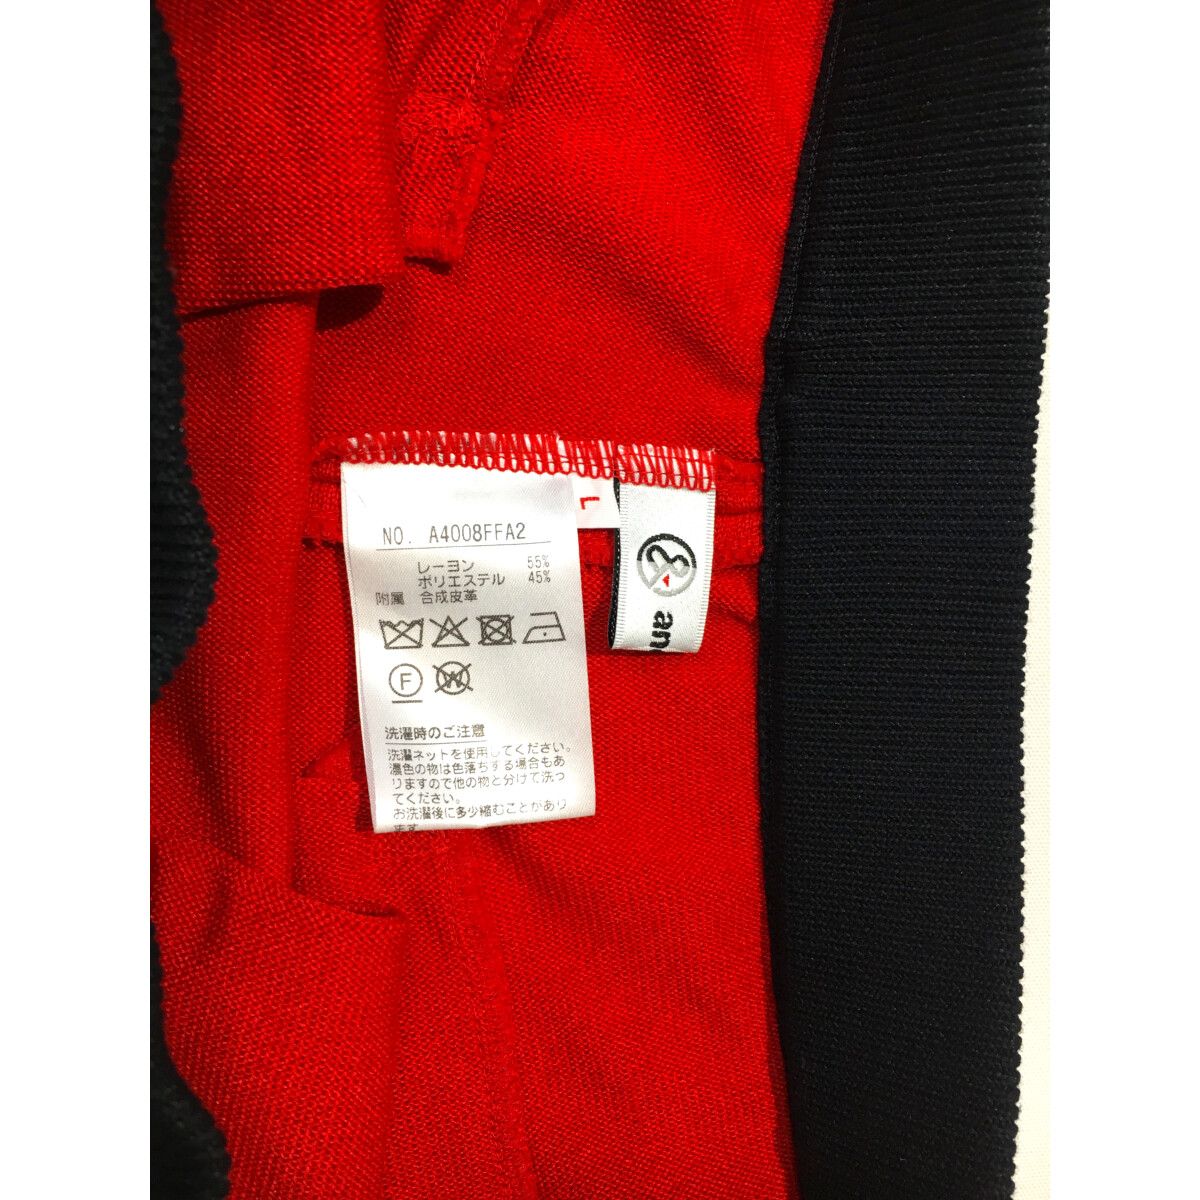 NO. A4008FFA2
レーヨン 55%
ポリエステル 45%
附属 合成皮革
F
W
洗濯時のご注意
洗濯ネットを使用してください。
濃色の物は色落ちする場合もあ
りますので他の物と分けて洗っ
てください。
お洗濯後に多少縮むことがあり
ます
L
an